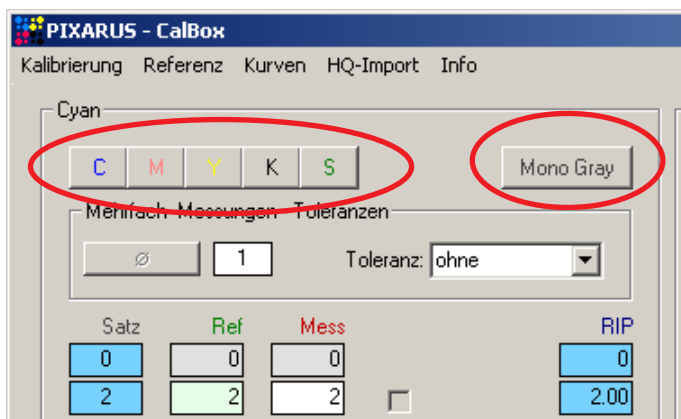 PIXARUS - CalBox
Kalibrierung Referenz Kurven HQ-Import Info
Cyan
C M Y K S Mono Gray
Mehrfach-Messungen - Toleranzen
Ø 1 Toleranz: ohne
Satz Ref Mess RIP
0 0 0 0
2 2 2 2.00